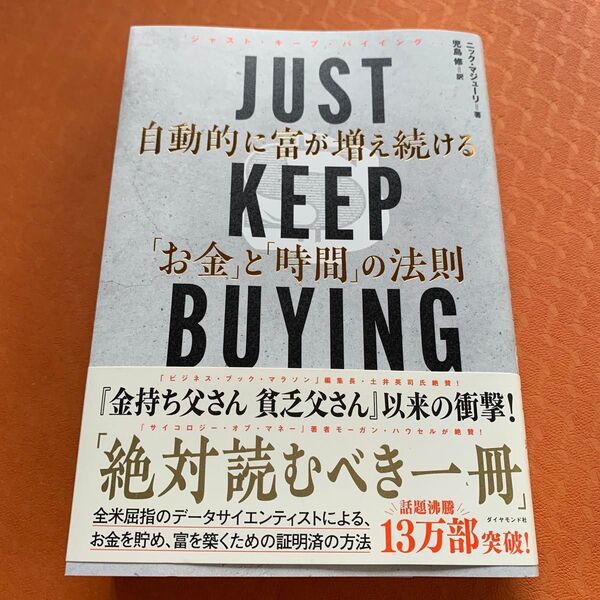 ジャスト・キープ・バイイング
ニック・マジューリ＝著
児島 修＝訳
JUST
自動的に富が増え続ける
KEEP
「お金」と「時間」の法則
BUYING
「ビジネス・ブック・マラソン」編集長・土井英司氏絶賛！
『金持ち父さん 貧乏父さん』以来の衝撃！
「サイコロジー・オブ・マネー」著者モーガン・ハウセルが絶賛！
「絶対読むべき一冊」
全米屈指のデータサイエンティストによる、
お金を貯め、富を築くための証明済の方法
話題沸騰
13万部突破！
ダイヤモンド社